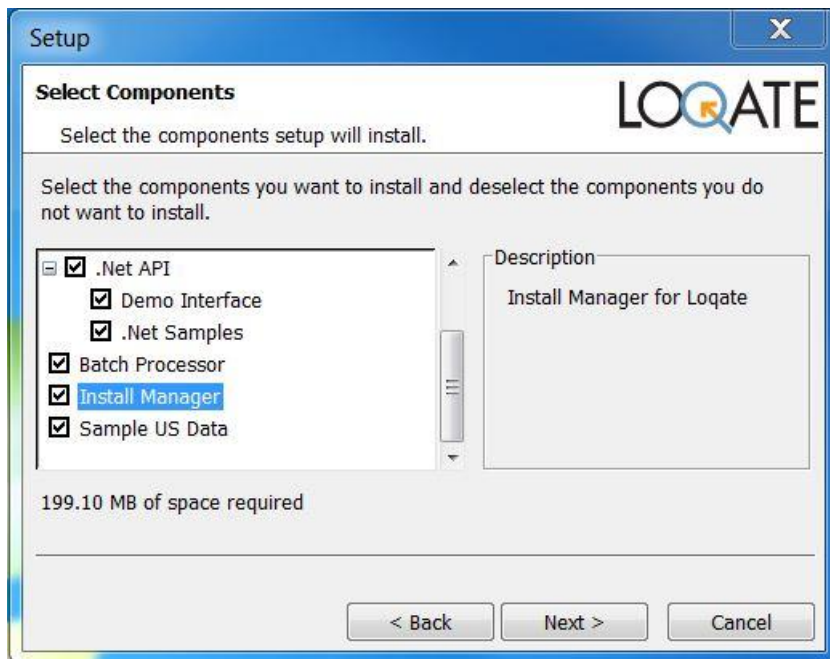 Setup
Select Components
Select the components setup will install.
LOQATE
Select the components you want to install and deselect the components you do
not want to install.
.Net API
Demo Interface
.Net Samples
Batch Processor
Install Manager
Sample US Data
Description
Install Manager for Loqate
199.10 MB of space required
< Back
Next >
Cancel